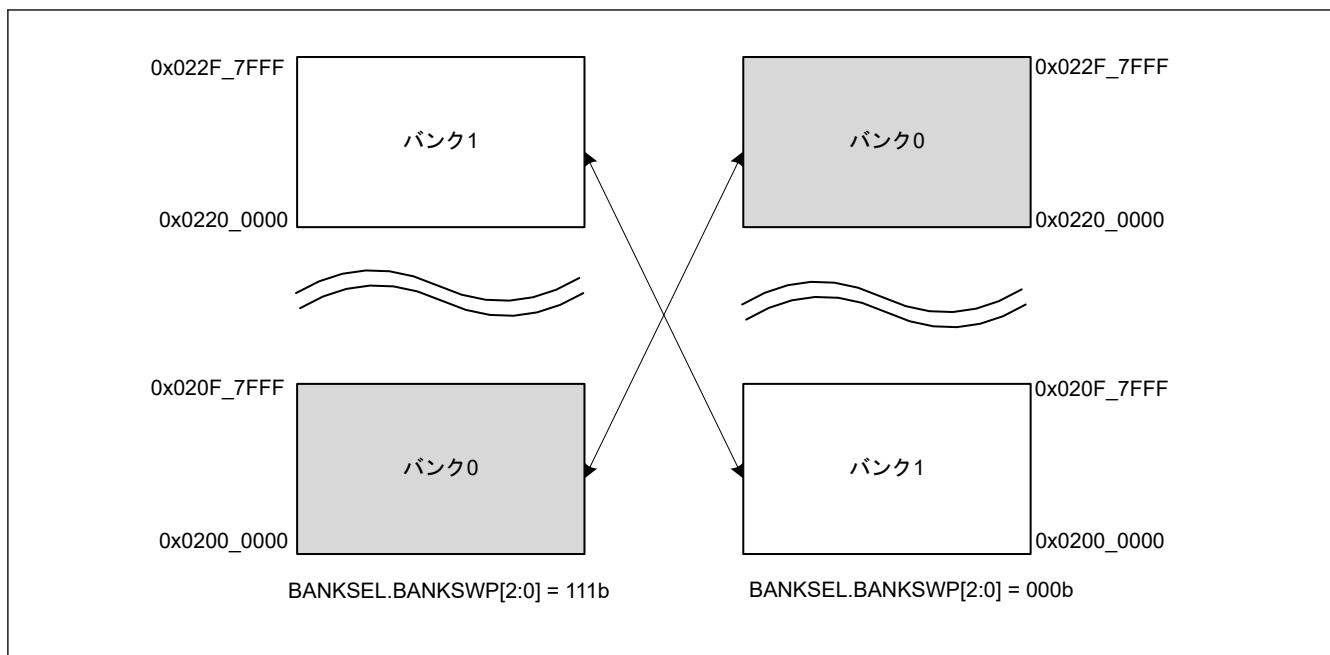 0x022F_7FFF
バンク1
0x0220_0000
0x022F_7FFF
バンク0
0x0220_0000
0x020F_7FFF
バンク0
0x0200_0000
0x020F_7FFF
バンク1
0x0200_0000
BANKSEL.BANKSWP[2:0] = 111b
BANKSEL.BANKSWP[2:0] = 000b